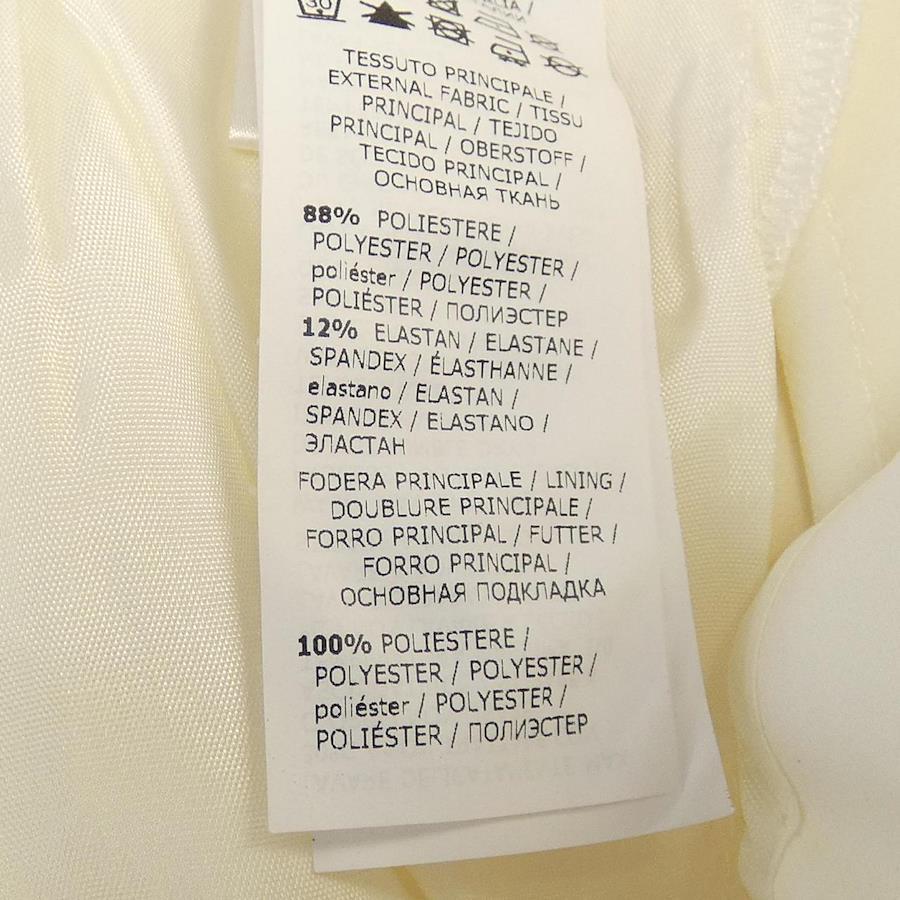 30
TESSUTO PRINCIPALE /
EXTERNAL FABRIC / TISSU
PRINCIPAL / TEJIDO
PRINCIPAL / OBERSTOFF /
TECIDO PRINCIPAL /
ОСНОВНАЯ ТКАНЬ
88% POLIESTERE /
POLYESTER / POLYESTER /
poliéster / POLYESTER /
POLIÉSTER / ПОЛИЭСТЕР
12% ELASTAN / ELASTANE /
SPANDEX / ÉLASTHANNE /
elastano / ELASTAN /
SPANDEX / ELASTANO /
ЭЛАСТАН
FODERA PRINCIPALE / LINING /
DOUBLURE PRINCIPALE /
FORRO PRINCIPAL / FUTTER /
FORRO PRINCIPAL /
ОСНОВНАЯ ПОДКЛАДКА
100% POLIESTERE /
POLYESTER / POLYESTER /
poliéster / POLYESTER /
POLIÉSTER / ПОЛИЭСТЕР